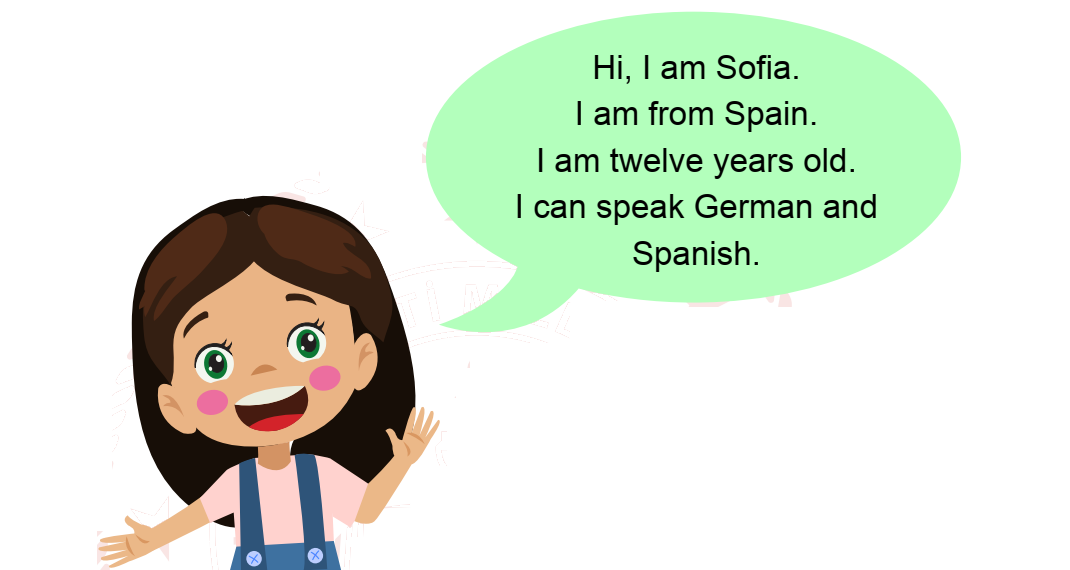 Hi, I am Sofia.
I am from Spain.
I am twelve years old.
I can speak German and
Spanish.